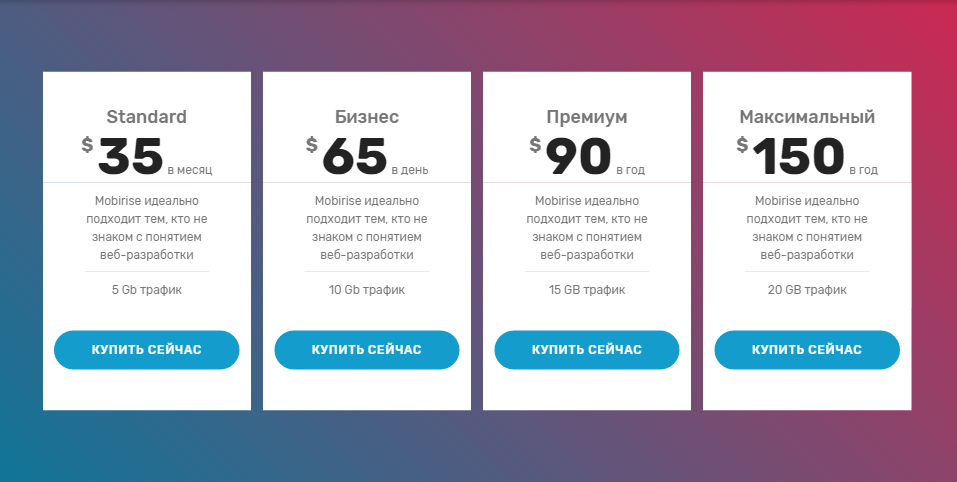 Standard
$ 35 в месяц
Mobirise идеально
подходит тем, кто не
знаком с понятием
веб-разработки
5 Gb трафик
КУПИТЬ СЕЙЧАС
Бизнес
$ 65 в день
Mobirise идеально
подходит тем, кто не
знаком с понятием
веб-разработки
10 Gb трафик
КУПИТЬ СЕЙЧАС
Премиум
$ 90 в год
Mobirise идеально
подходит тем, кто не
знаком с понятием
веб-разработки
15 GB трафик
КУПИТЬ СЕЙЧАС
Максимальный
$ 150 в год
Mobirise идеально
подходит тем, кто не
знаком с понятием
веб-разработки
20 GB трафик
КУПИТЬ СЕЙЧАС